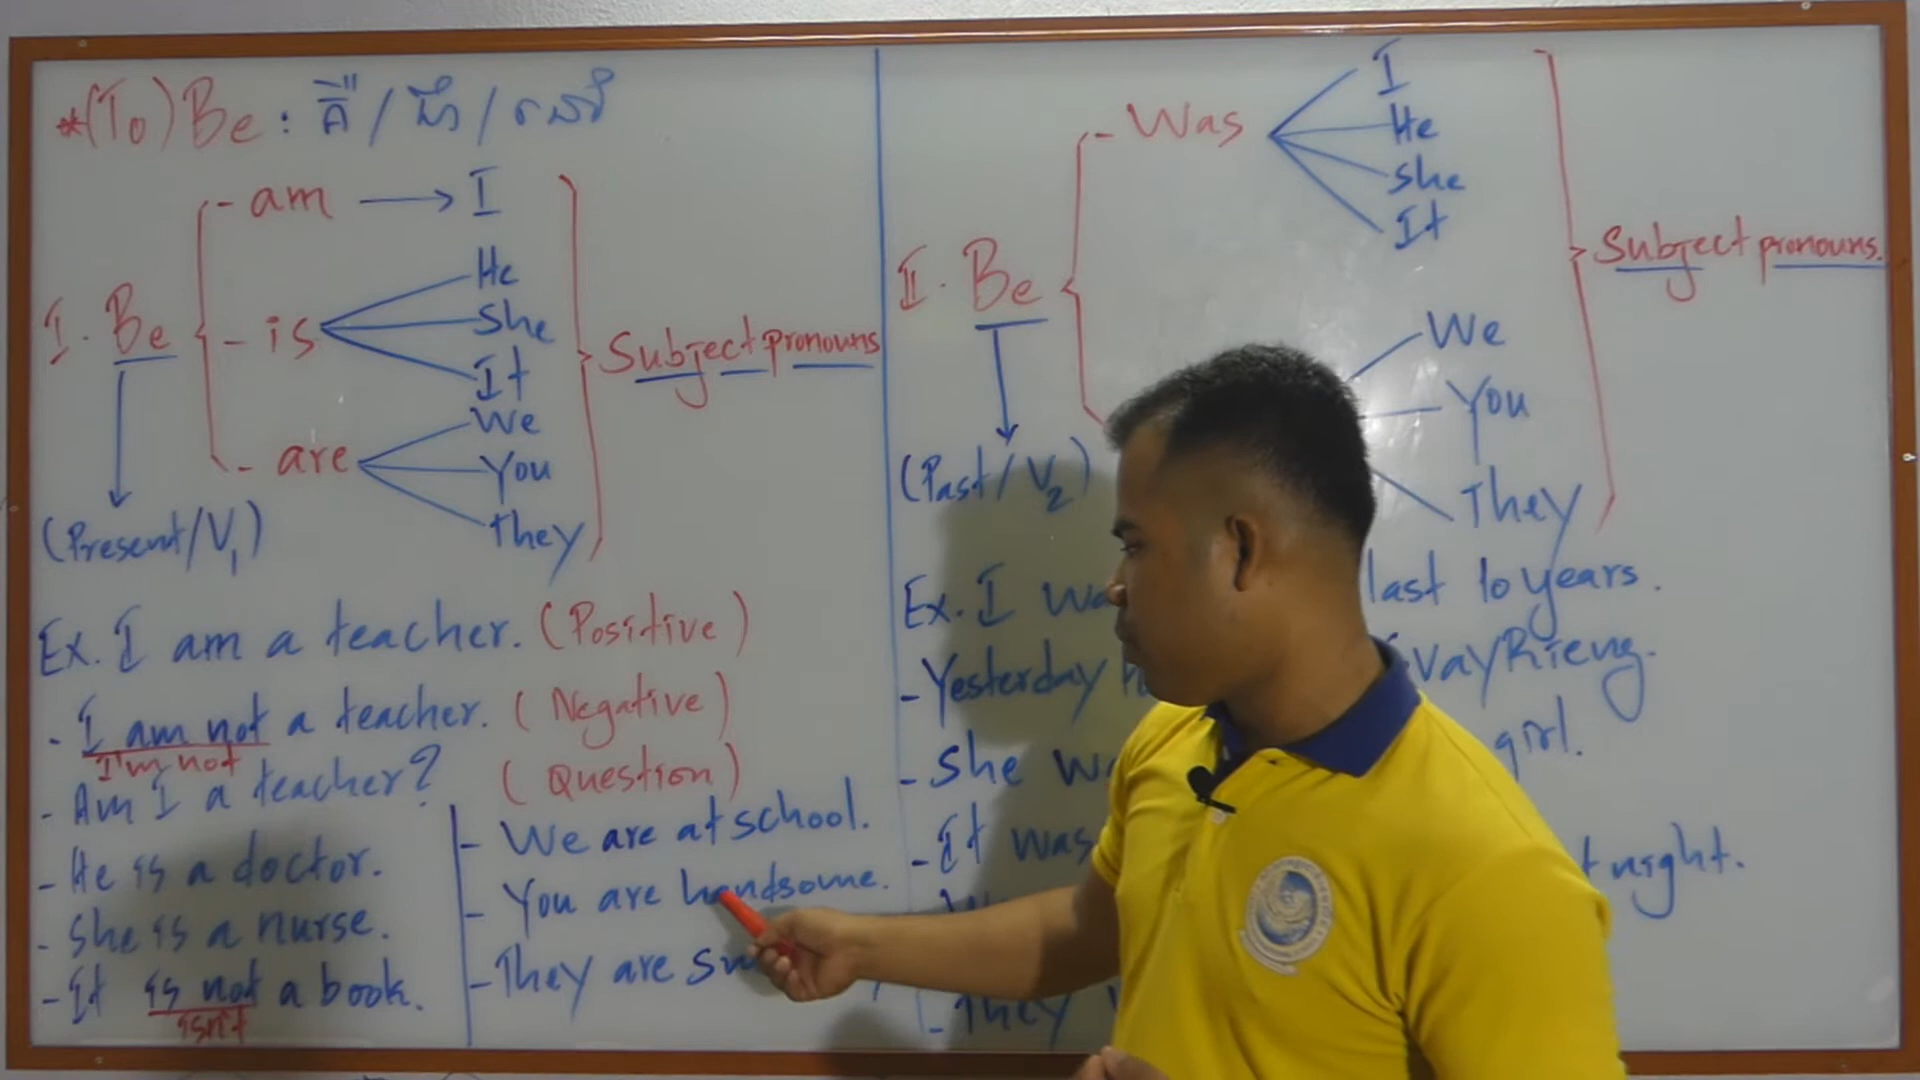 *(To) Be : គឺ / ជា / នៅ
I. Be
- am → I
- is
He
She
It
- are
We
You
They
Subject pronouns
(Present/V1)
Ex. I am a teacher. (Positive)
- I am not a teacher. (Negative)
I'm not
- Am I a teacher? (Question)
- He is a doctor.
- She is a nurse.
- It is not a book.
isn't
- We are at school.
- You are handsome.
- They are
II. Be
- Was
I
He
She
It
We
You
They
Subject pronouns.
(Past/V2)
Ex. I last 10 years.
- Yesterday
- She girl.
- It was night.
- They